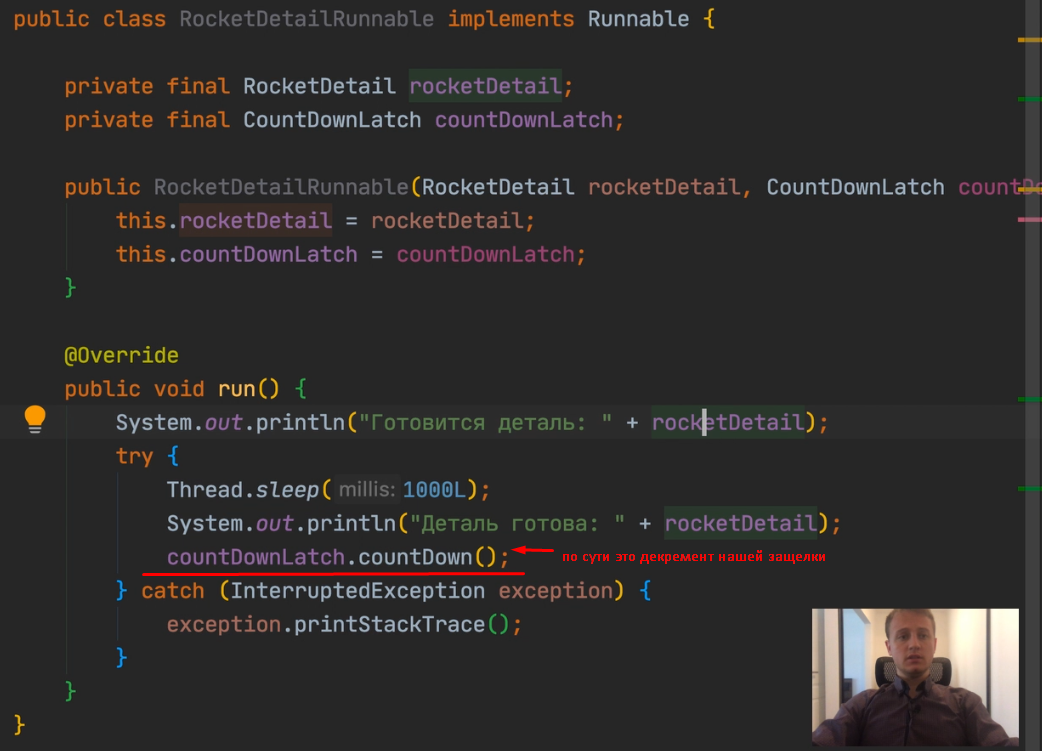 public class RocketDetailRunnable implements Runnable {
private final RocketDetail rocketDetail;
private final CountDownLatch countDownLatch;
public RocketDetailRunnable(RocketDetail rocketDetail, CountDownLatch countD
this.rocketDetail = rocketDetail;
this.countDownLatch = countDownLatch;
}
@Override
public void run() {
System.out.println("Готовится деталь: " + rocketDetail);
try {
Thread.sleep( millis: 1000L);
System.out.println("Деталь готова: " + rocketDetail);
countDownLatch.countDown(); по сути это декремент нашей защелки
} catch (InterruptedException exception) {
exception.printStackTrace();
}
}
}